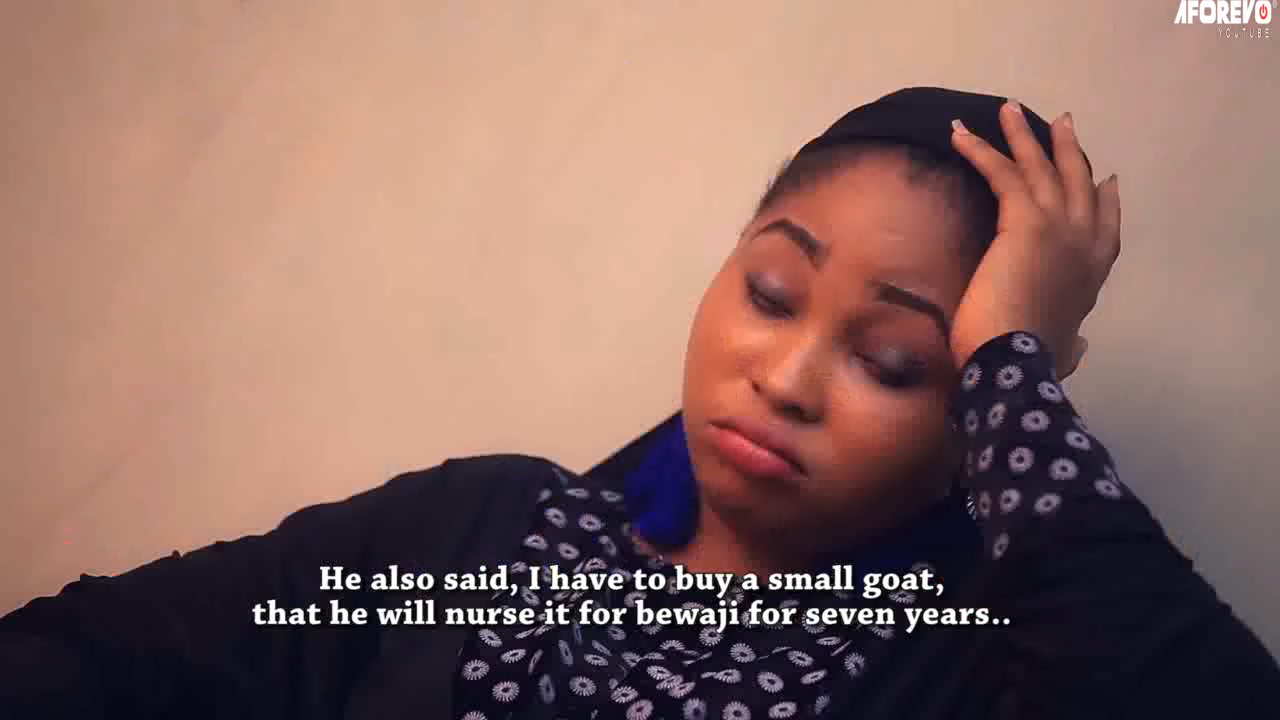 AFOREVO
YOUTUBE
He also said, I have to buy a small goat,
that he will nurse it for bewaji for seven years..